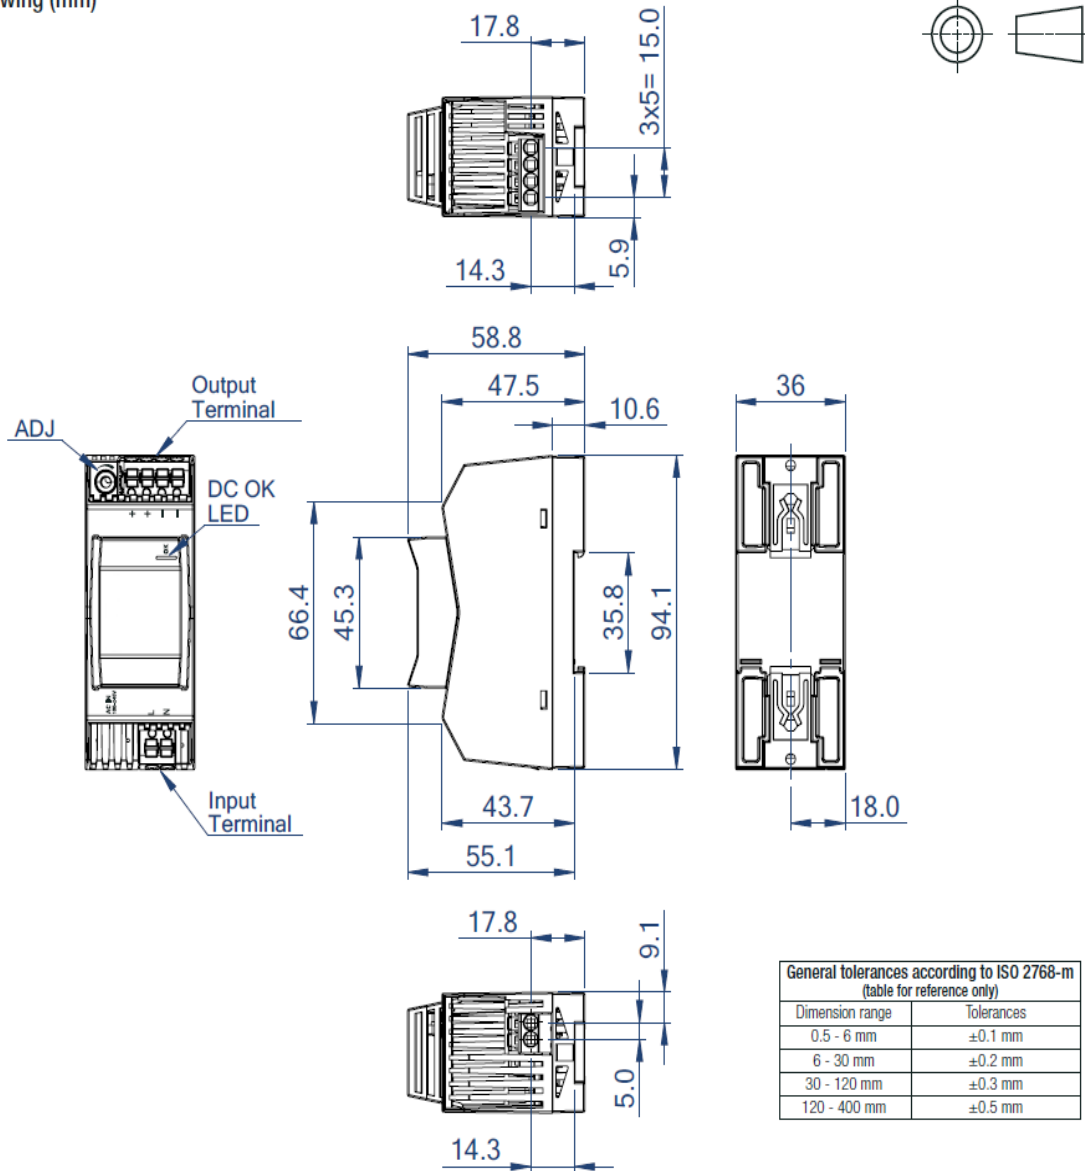 wing (mm)
17.8
3x5= 15.0
14.3
5.9
58.8
47.5
10.6
36
Output
Terminal
ADJ
DC OK
LED
+ +
OK
66.4
45.3
35.8
94.1
L N
Input
Terminal
43.7
55.1
18.0
17.8
9.1
5.0
14.3
General tolerances according to ISO 2768-m
(table for reference only)
Dimension range Tolerances
0.5 - 6 mm ±0.1 mm
6 - 30 mm ±0.2 mm
30 - 120 mm ±0.3 mm
120 - 400 mm ±0.5 mm